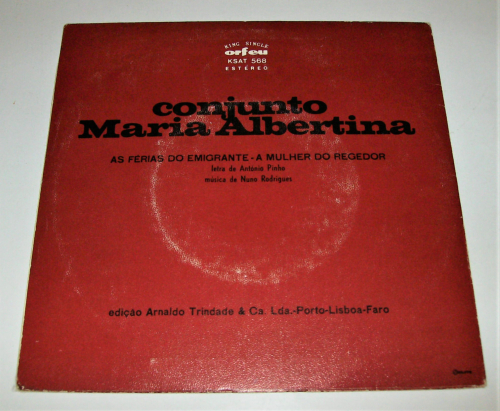 KING SINGLE
orfeu
KSAT 568
ESTEREO
conjunto
Maria Albertina
AS FÉRIAS DO EMIGRANTE - A MULHER DO REGEDOR
letra de António Pinho
música de Nuno Rodrigues
edição Arnaldo Trindade & Ca. Lda.-Porto-Lisboa-Faro